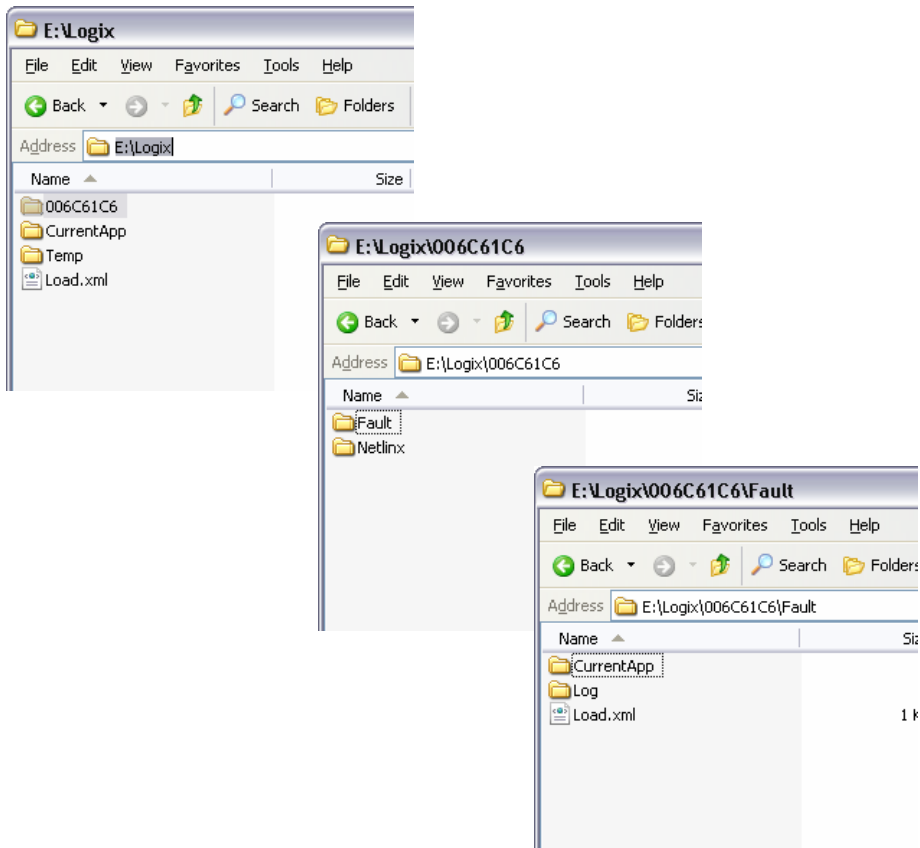 E:\Logix
File Edit View Favorites Tools Help
Back Search Folders
Address E:\Logix
Name Size
006C61C6
CurrentApp
Temp
Load.xml
E:\Logix\006C61C6
File Edit View Favorites Tools Help
Back Search Folders
Address E:\Logix\006C61C6
Name
Fault
Netlinx
E:\Logix\006C61C6\Fault
File Edit View Favorites Tools Help
Back Search Folders
Address E:\Logix\006C61C6\Fault
Name
CurrentApp
Log
Load.xml 1